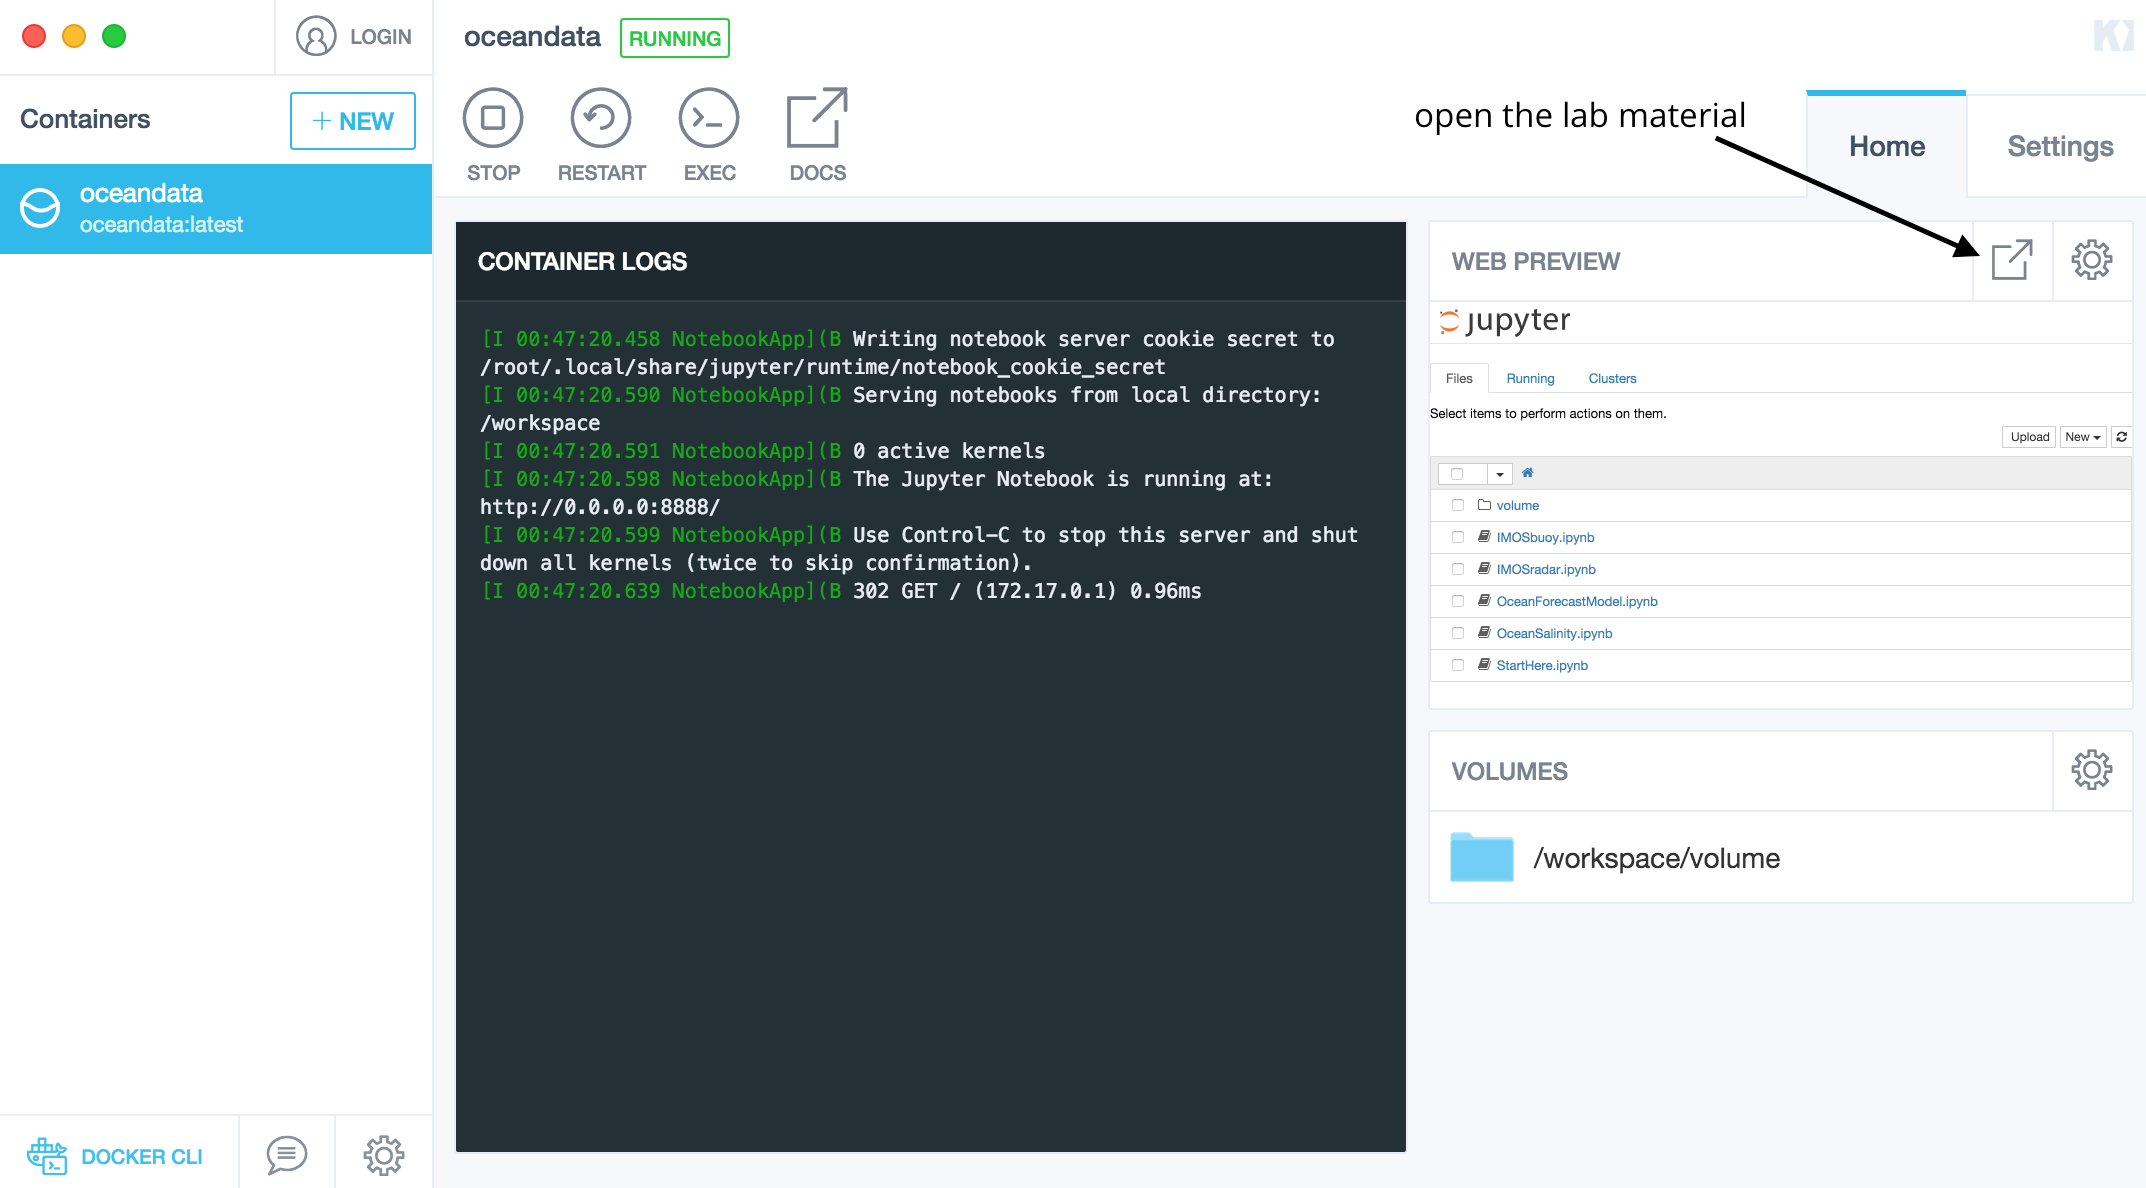 LOGIN
Containers
+ NEW
oceandata
oceandata:latest
DOCKER CLI
oceandata
RUNNING
STOP
RESTART
EXEC
DOCS
open the lab material
Home
Settings
CONTAINER LOGS
[I 00:47:20.458 NotebookApp](B Writing notebook server cookie secret to
/root/.local/share/jupyter/runtime/notebook_cookie_secret
[I 00:47:20.590 NotebookApp](B Serving notebooks from local directory:
/workspace
[I 00:47:20.591 NotebookApp](B 0 active kernels
[I 00:47:20.598 NotebookApp](B The Jupyter Notebook is running at:
http://0.0.0.0:8888/
[I 00:47:20.599 NotebookApp](B Use Control-C to stop this server and shut
down all kernels (twice to skip confirmation).
[I 00:47:20.639 NotebookApp](B 302 GET / (172.17.0.1) 0.96ms
WEB PREVIEW
jupyter
Files
Running
Clusters
Select items to perform actions on them.
Upload
New
volume
IMOSbuoy.ipynb
IMOSradar.ipynb
OceanForecastModel.ipynb
OceanSalinity.ipynb
StartHere.ipynb
VOLUMES
/workspace/volume